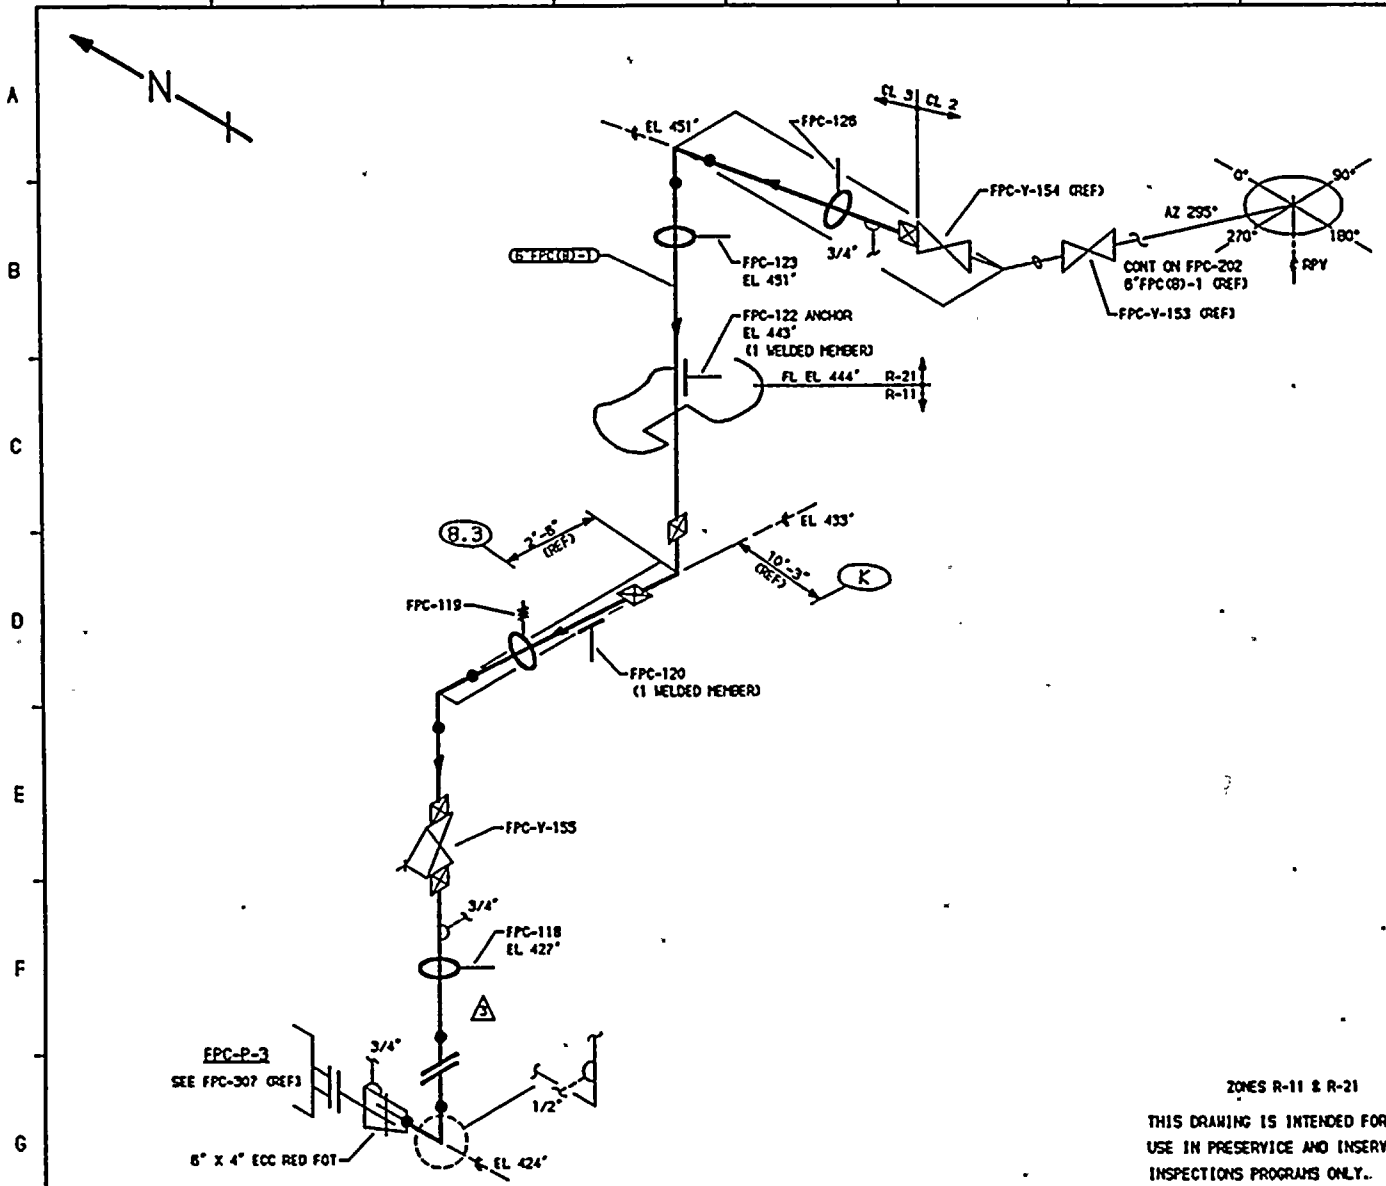 A
B
C
D
E
F
G
N
EL 451'
FPC-126
CL 3
CL 2
FPC-V-154 (REF)
0°
90°
AZ 295°
270°
180°
RPV
CONT ON FPC-202
6"FPC(8)-1 (REF)
FPC-V-153 (REF)
3/4"
6"FPC(8)-1
FPC-123
EL 451'
FPC-122 ANCHOR
EL 443'
(1 WELDED MEMBER)
FL EL 444'
R-21
R-11
8.3
(REF)
EL 433'
10'-3"
(REF)
K
FPC-119
FPC-120
(1 WELDED MEMBER)
FPC-V-155
3/4"
FPC-118
EL 427'
3
FPC-P-3
SEE FPC-307 (REF)
3/4"
1/2"
6" X 4" ECC RED FOT
EL 424'
ZONES R-11 & R-21
THIS DRAWING IS INTENDED FOR
USE IN PRESERVICE AND INSERV
INSPECTIONS PROGRAMS ONLY.